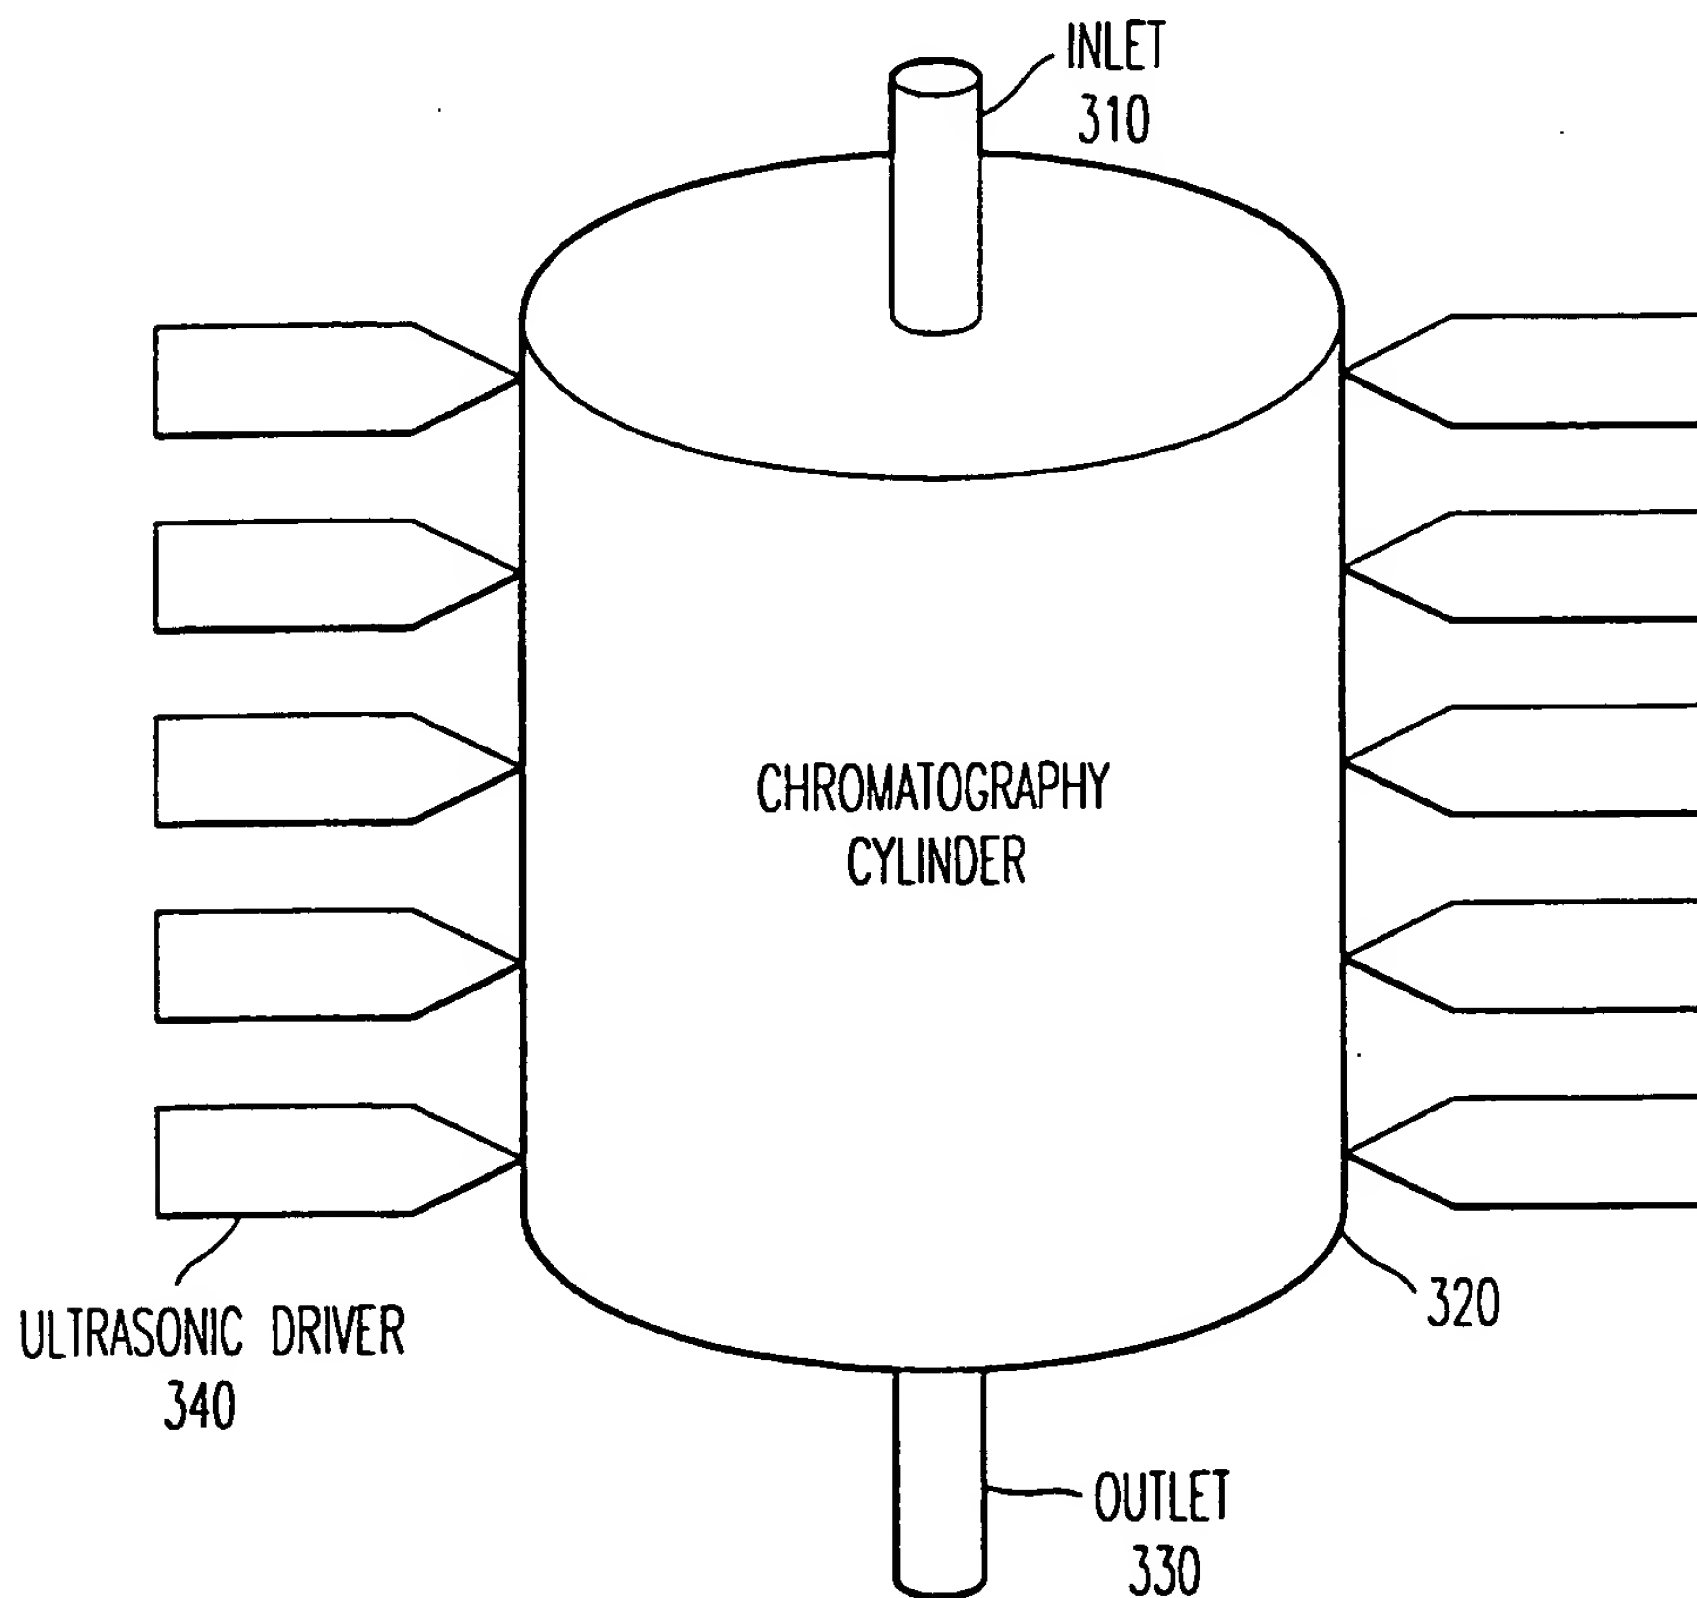 INLET
310
CHROMATOGRAPHY
CYLINDER
320
ULTRASONIC DRIVER
340
OUTLET
330